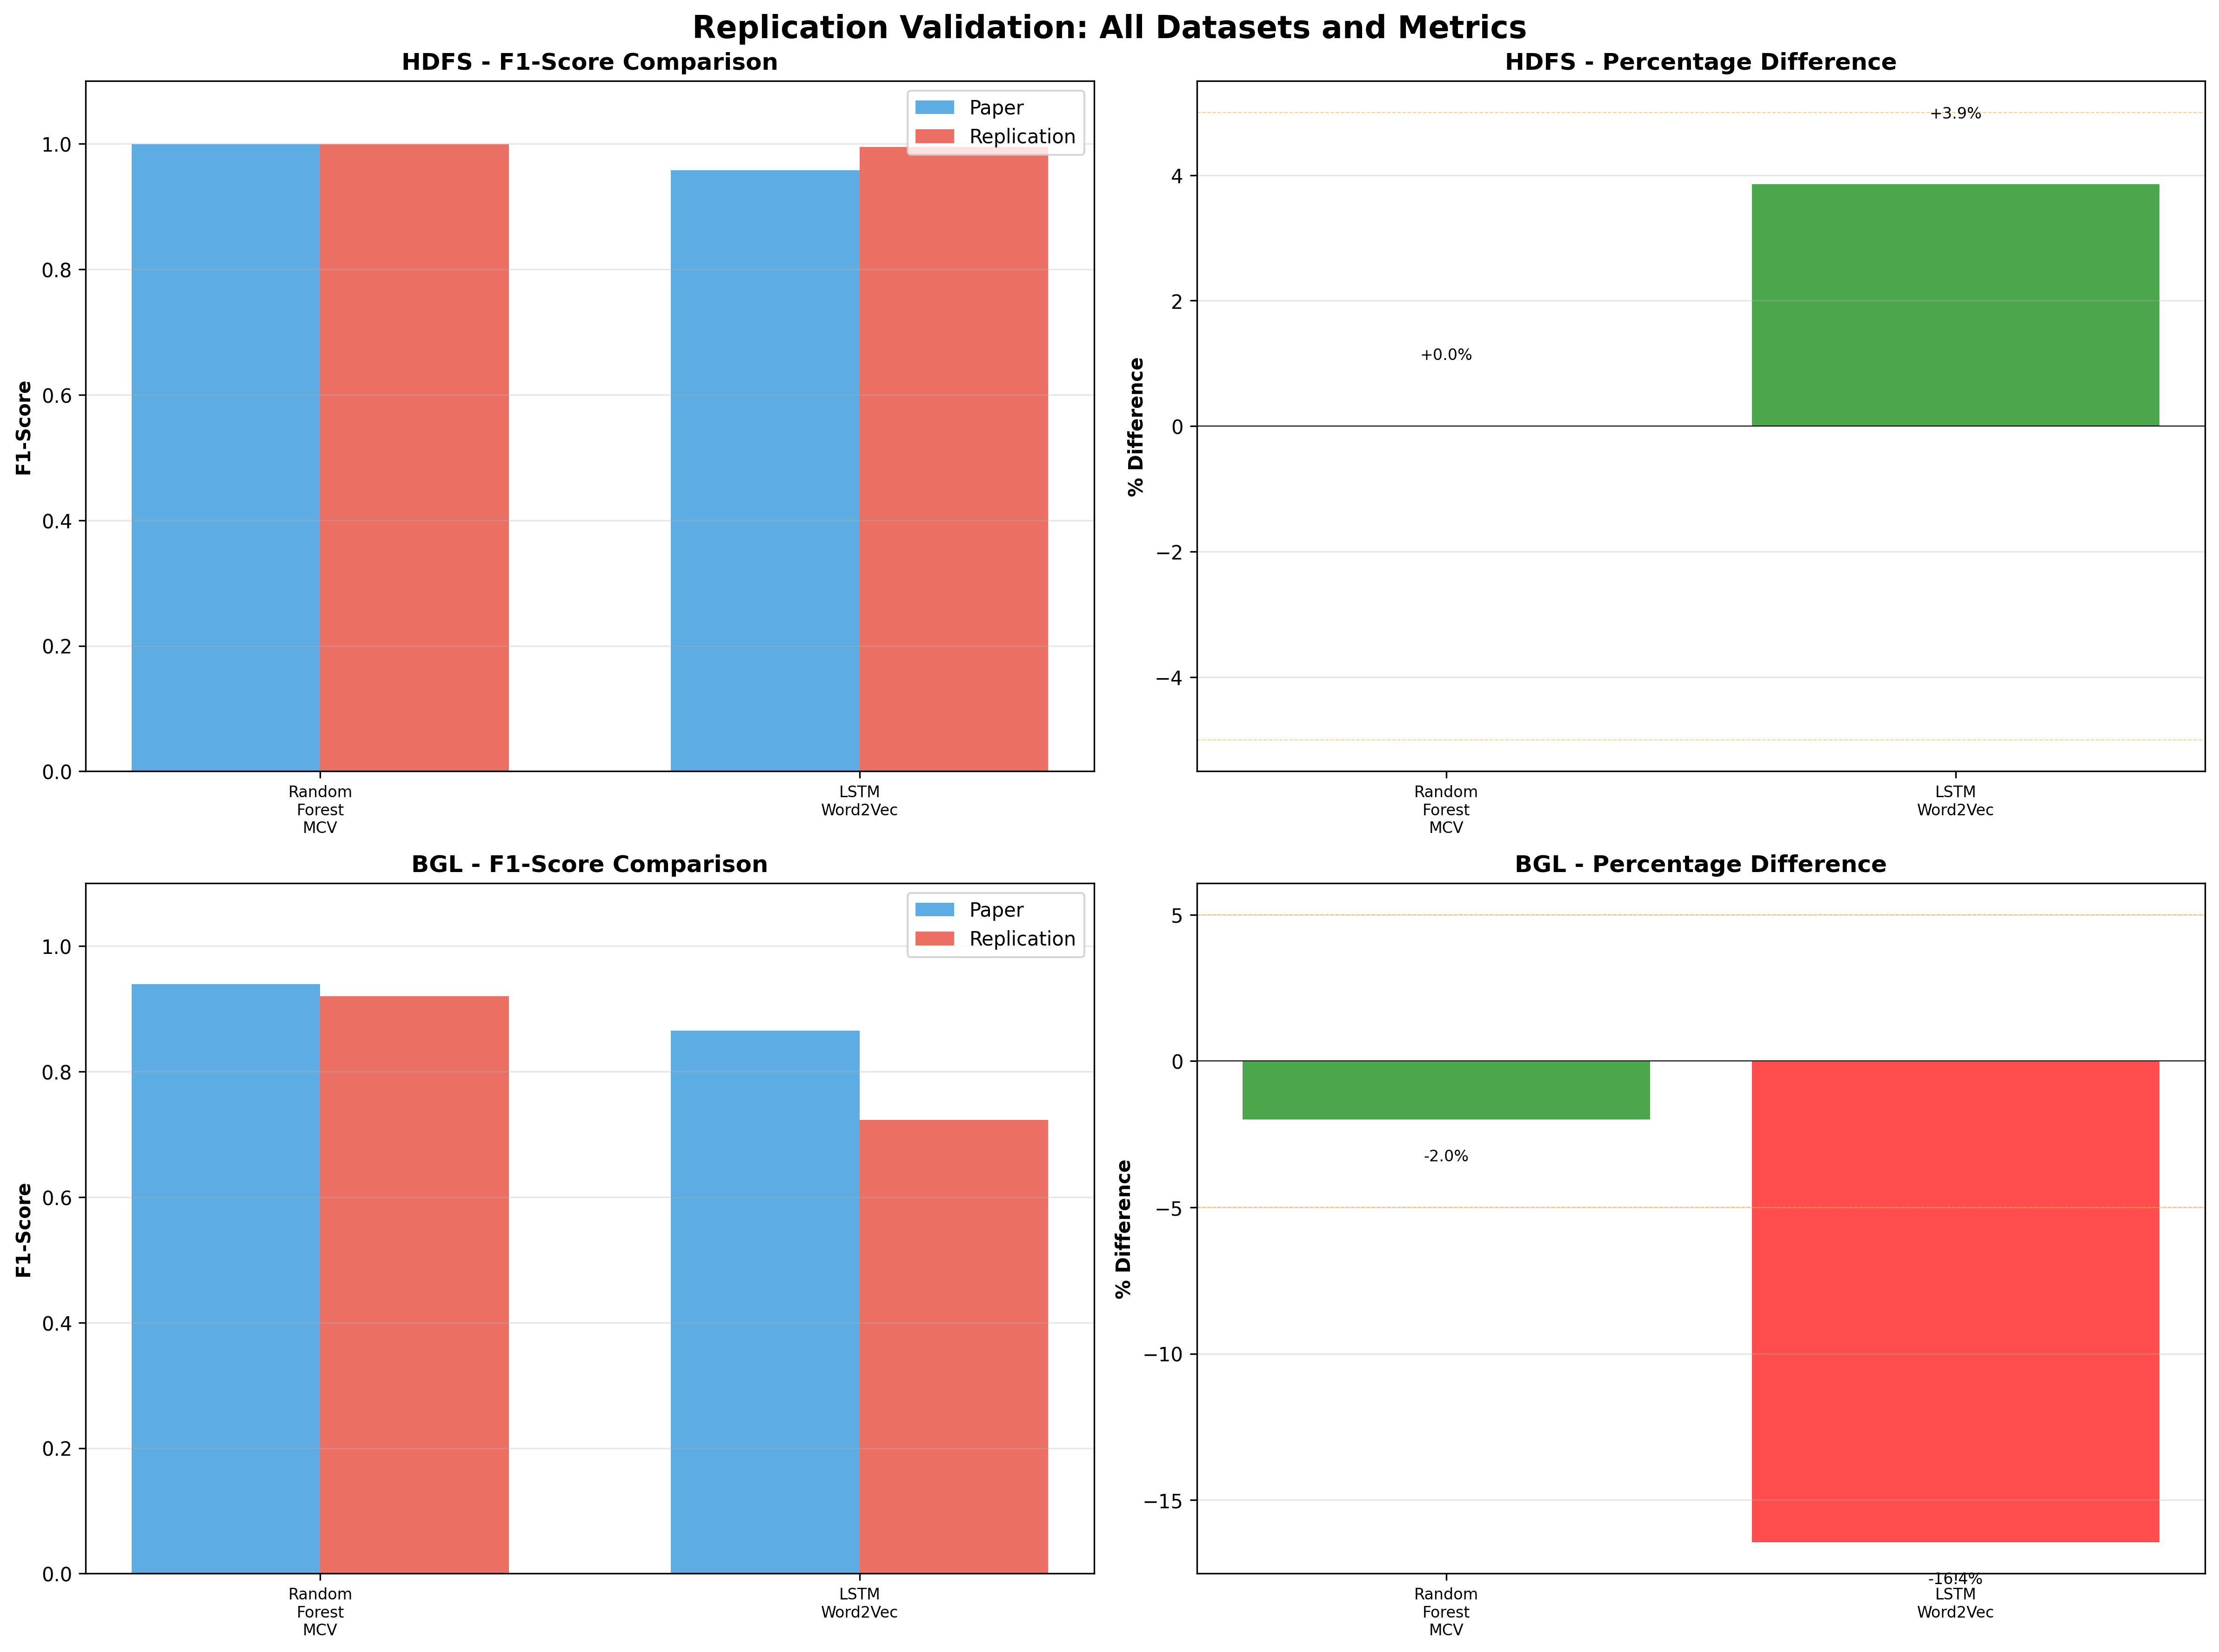 Replication Validation: All Datasets and Metrics
HDFS - F1-Score Comparison
F1-Score
1.0
0.8
0.6
0.4
0.2
0.0
Paper
Replication
Random
Forest
MCV
LSTM
Word2Vec
HDFS - Percentage Difference
% Difference
4
2
0
−2
−4
+0.0%
+3.9%
Random
Forest
MCV
LSTM
Word2Vec
BGL - F1-Score Comparison
F1-Score
1.0
0.8
0.6
0.4
0.2
0.0
Paper
Replication
Random
Forest
MCV
LSTM
Word2Vec
BGL - Percentage Difference
% Difference
5
0
−5
−10
−15
-2.0%
-16.4%
Random
Forest
MCV
LSTM
Word2Vec